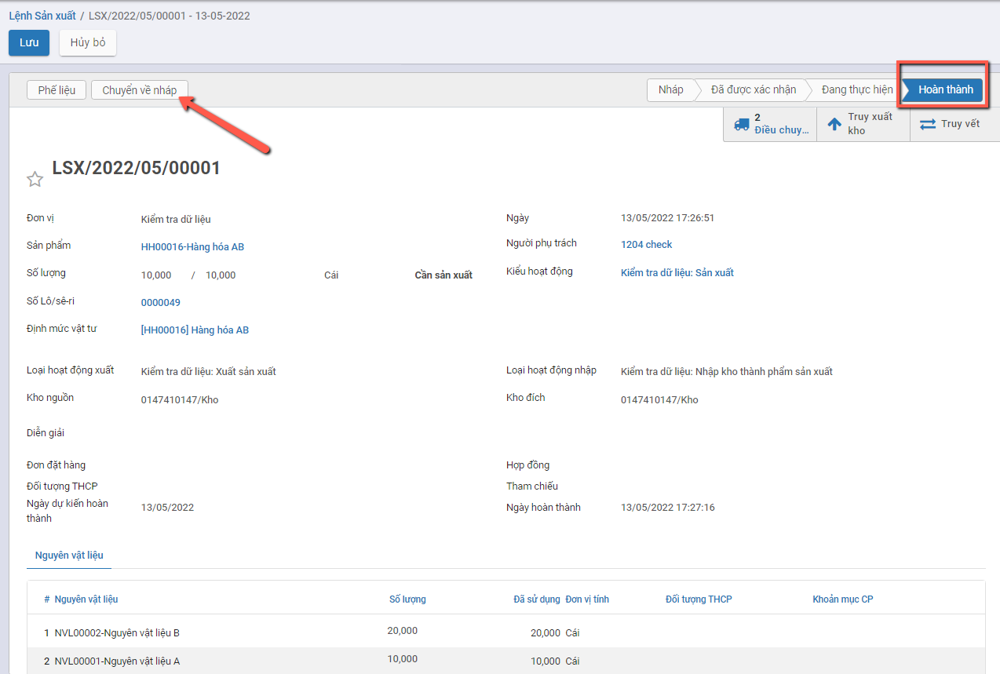 Lệnh Sản xuất / LSX/2022/05/00001 - 13-05-2022
Lưu Hủy bỏ
Phế liệu Chuyển về nháp Nháp Đã được xác nhận Đang thực hiện Hoàn thành
2 Điều chuy...
Truy xuất kho
Truy vết
LSX/2022/05/00001
Đơn vị Kiểm tra dữ liệu Ngày 13/05/2022 17:26:51
Sản phẩm HH00016-Hàng hóa AB Người phụ trách 1204 check
Số lượng 10,000 / 10,000 Cái Cần sản xuất Kiểu hoạt động Kiểm tra dữ liệu: Sản xuất
Số Lô/sê-ri 0000049
Định mức vật tư [HH00016] Hàng hóa AB
Loại hoạt động xuất Kiểm tra dữ liệu: Xuất sản xuất Loại hoạt động nhập Kiểm tra dữ liệu: Nhập kho thành phẩm sản xuất
Kho nguồn 0147410147/Kho Kho đích 0147410147/Kho
Diễn giải
Đơn đặt hàng Hợp đồng
Đối tượng THCP Tham chiếu
Ngày dự kiến hoàn thành 13/05/2022 Ngày hoàn thành 13/05/2022 17:27:16
Nguyên vật liệu
# Nguyên vật liệu Số lượng Đã sử dụng Đơn vị tính Đối tượng THCP Khoản mục CP
1 NVL00002-Nguyên vật liệu B 20,000 20,000 Cái
2 NVL00001-Nguyên vật liệu A 10,000 10,000 Cái